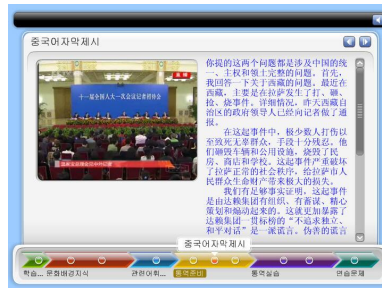 중국어자막제시
十一届全国人大一次会议记者招待会
你提的这两个问题都是涉及中国的统
一、主权和领土完整的问题。首先，
我回答一下关于西藏的问题。最近在
西藏，主要是在拉萨发生了打、砸、
抢、烧事件。详细情况，昨天西藏自
治区的政府领导人已经向记者做了通
报。
在这起事件中，极少数人打伤以
至致死无辜群众，手段十分残忍。他
们砸毁车辆和公用设施，烧毁了民
房、商店和学校。这起事件严重破坏
了拉萨正常的社会秩序，给拉萨市人
民群众生命财产带来极大的损失。
我们有足够事实证明，这起事件
是由达赖集团有组织、有预谋、精心
策划和煽动起来的。这就更加暴露了
达赖集团一贯标榜的“不追求独立、
和平对话”是一派谎言。伪善的谎言
중국어자막제시
학습... 문화배경지식 관련어휘... 통역준비 통역실습 연습문제